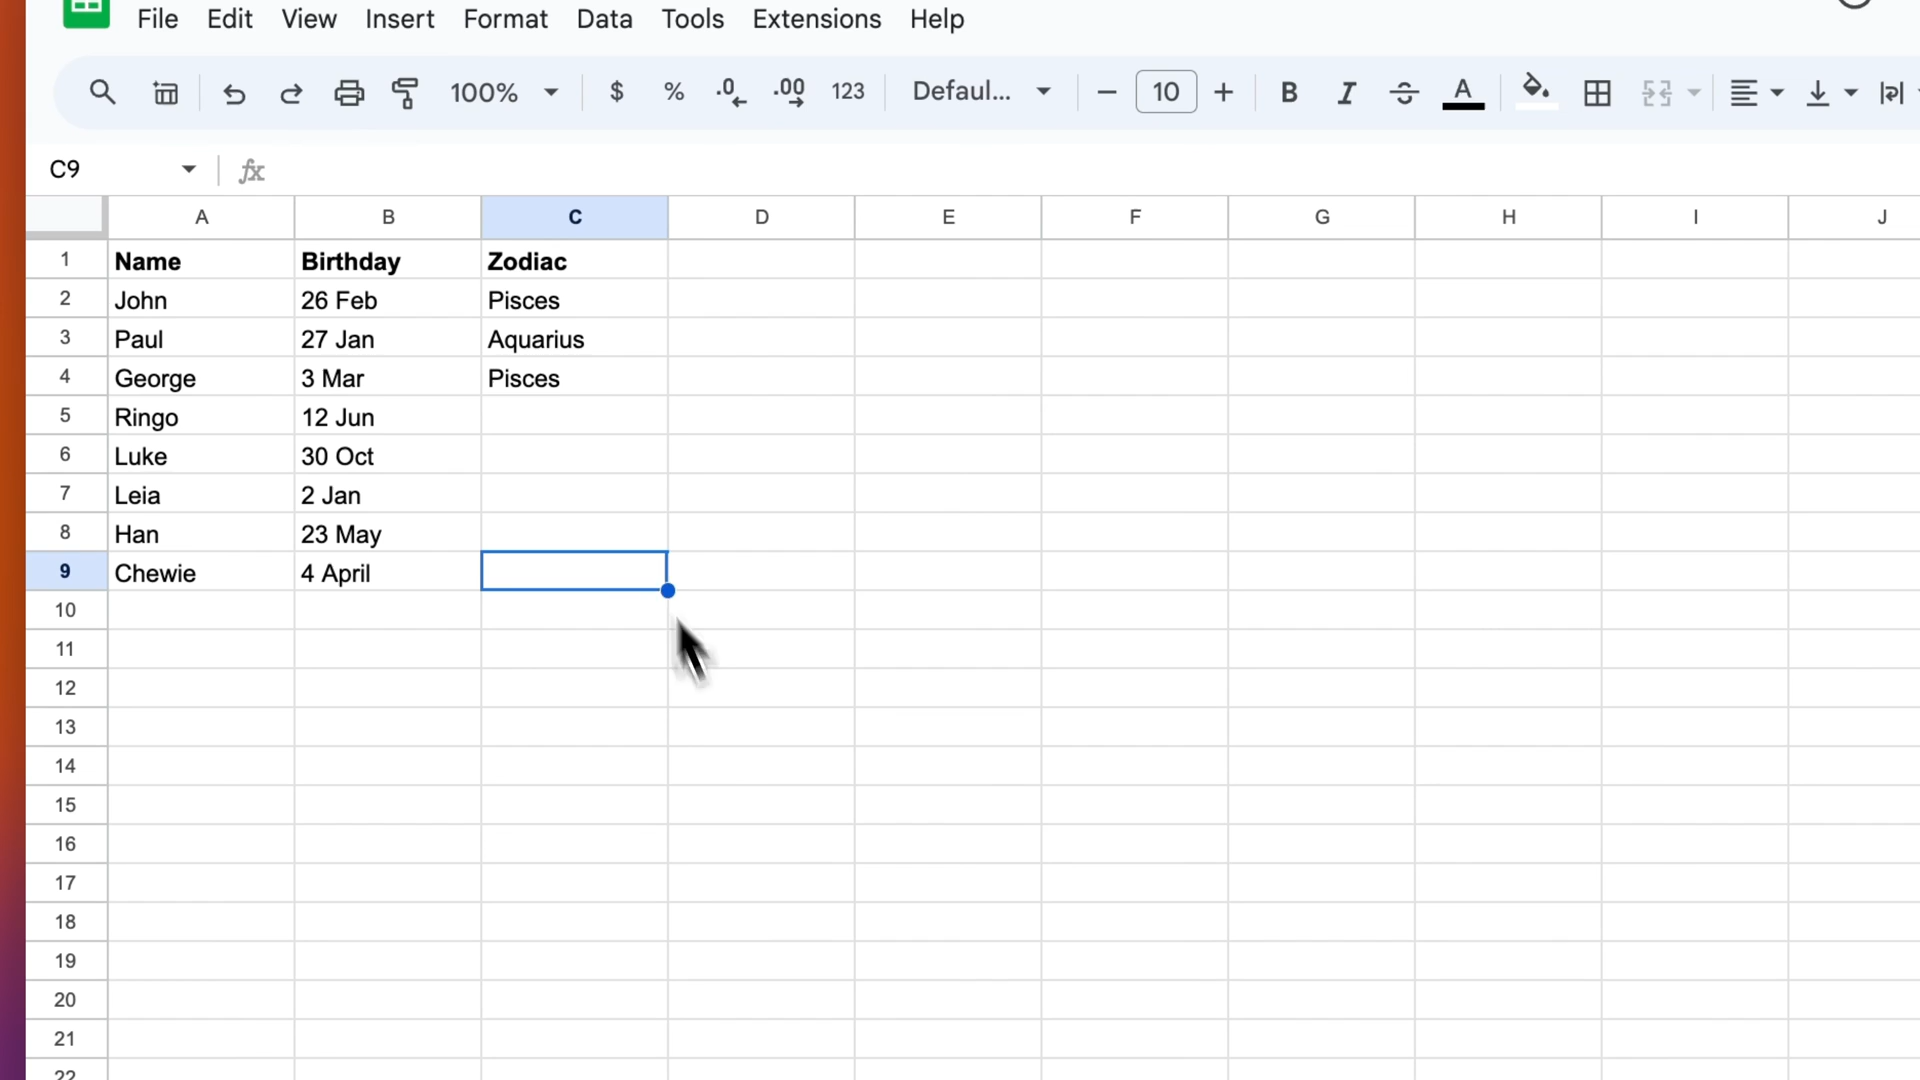 File Edit View Insert Format Data Tools Extensions Help
100% $ % .0 .00 123 Defaul... 10 B I S A
C9 fx
A B C D E F G H I J
1 Name Birthday Zodiac
2 John 26 Feb Pisces
3 Paul 27 Jan Aquarius
4 George 3 Mar Pisces
5 Ringo 12 Jun
6 Luke 30 Oct
7 Leia 2 Jan
8 Han 23 May
9 Chewie 4 April
10
11
12
13
14
15
16
17
18
19
20
21
22